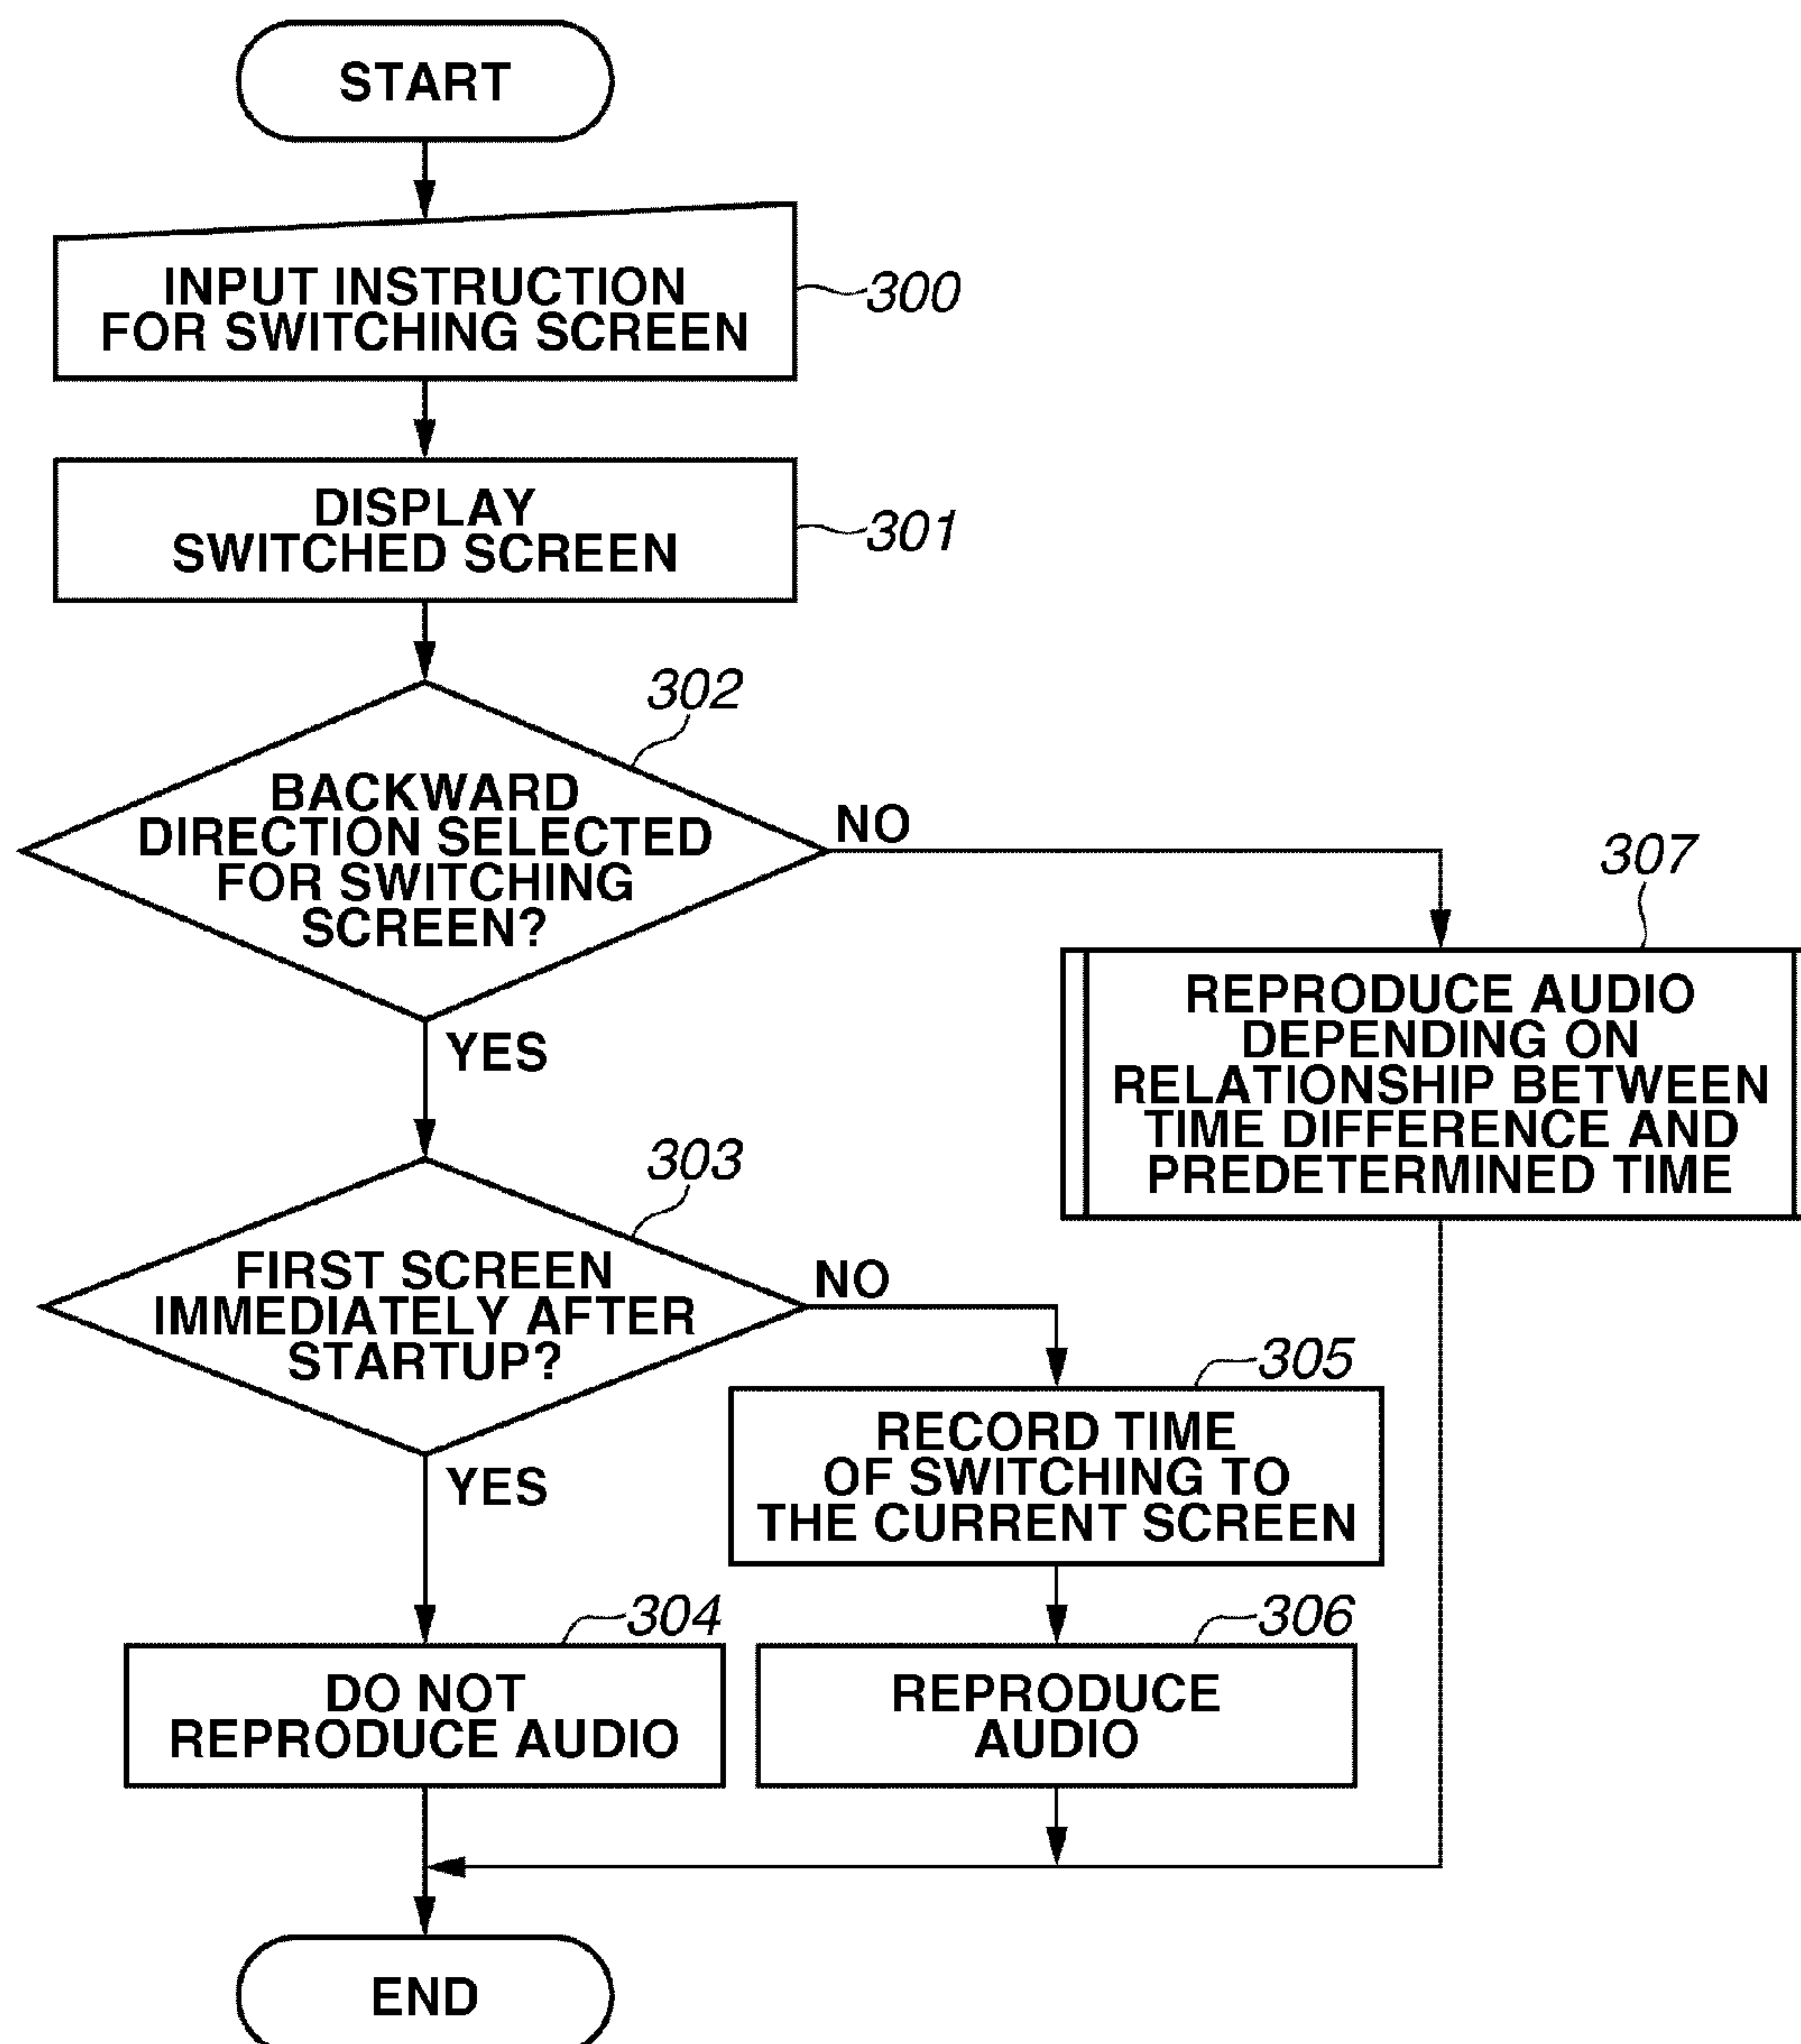 START
INPUT INSTRUCTION
FOR SWITCHING SCREEN
300
DISPLAY
SWITCHED SCREEN
301
302
BACKWARD
DIRECTION SELECTED
FOR SWITCHING
SCREEN?
NO
YES
307
REPRODUCE AUDIO
DEPENDING ON
RELATIONSHIP BETWEEN
TIME DIFFERENCE AND
PREDETERMINED TIME
303
FIRST SCREEN
IMMEDIATELY AFTER
STARTUP?
NO
YES
305
RECORD TIME
OF SWITCHING TO
THE CURRENT SCREEN
304
DO NOT
REPRODUCE AUDIO
306
REPRODUCE
AUDIO
END